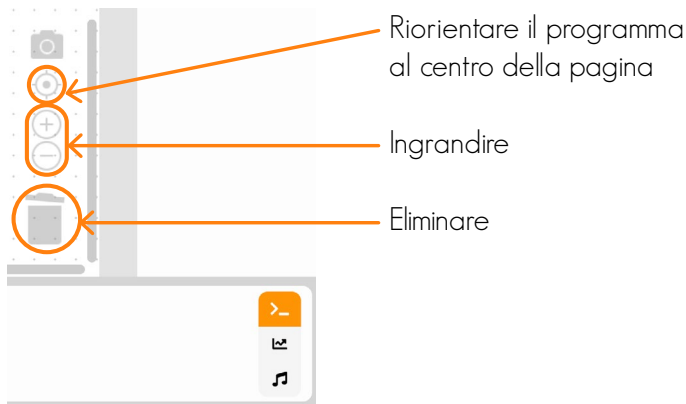 Riorientare il programma
al centro della pagina
Ingrandire
Eliminare